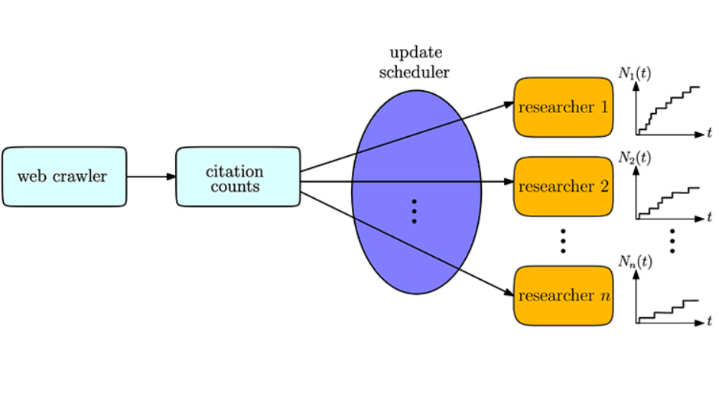 update
scheduler
web crawler
citation
counts
researcher 1
N₁(t)
t
researcher 2
N₂(t)
t
researcher n
Nₙ(t)
t